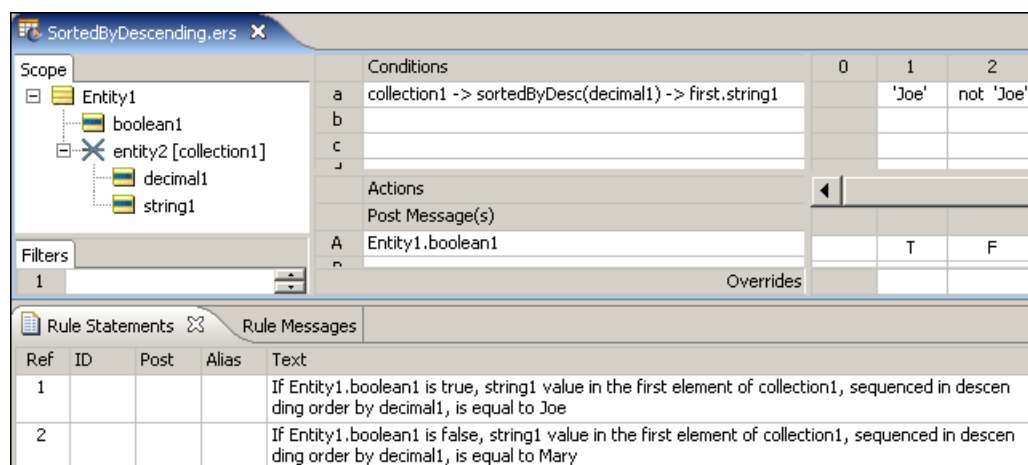 SortedByDescending.ers
Scope
Conditions 0 1 2
Entity1
a collection1 -> sortedByDesc(decimal1) -> first.string1 'Joe' not 'Joe'
boolean1
b
entity2 [collection1]
c
decimal1
Actions
string1
Post Message(s)
Filters
A Entity1.boolean1 T F
1
Overrides
Rule Statements Rule Messages
Ref ID Post Alias Text
1 If Entity1.boolean1 is true, string1 value in the first element of collection1, sequenced in descen
ding order by decimal1, is equal to Joe
2 If Entity1.boolean1 is false, string1 value in the first element of collection1, sequenced in descen
ding order by decimal1, is equal to Mary